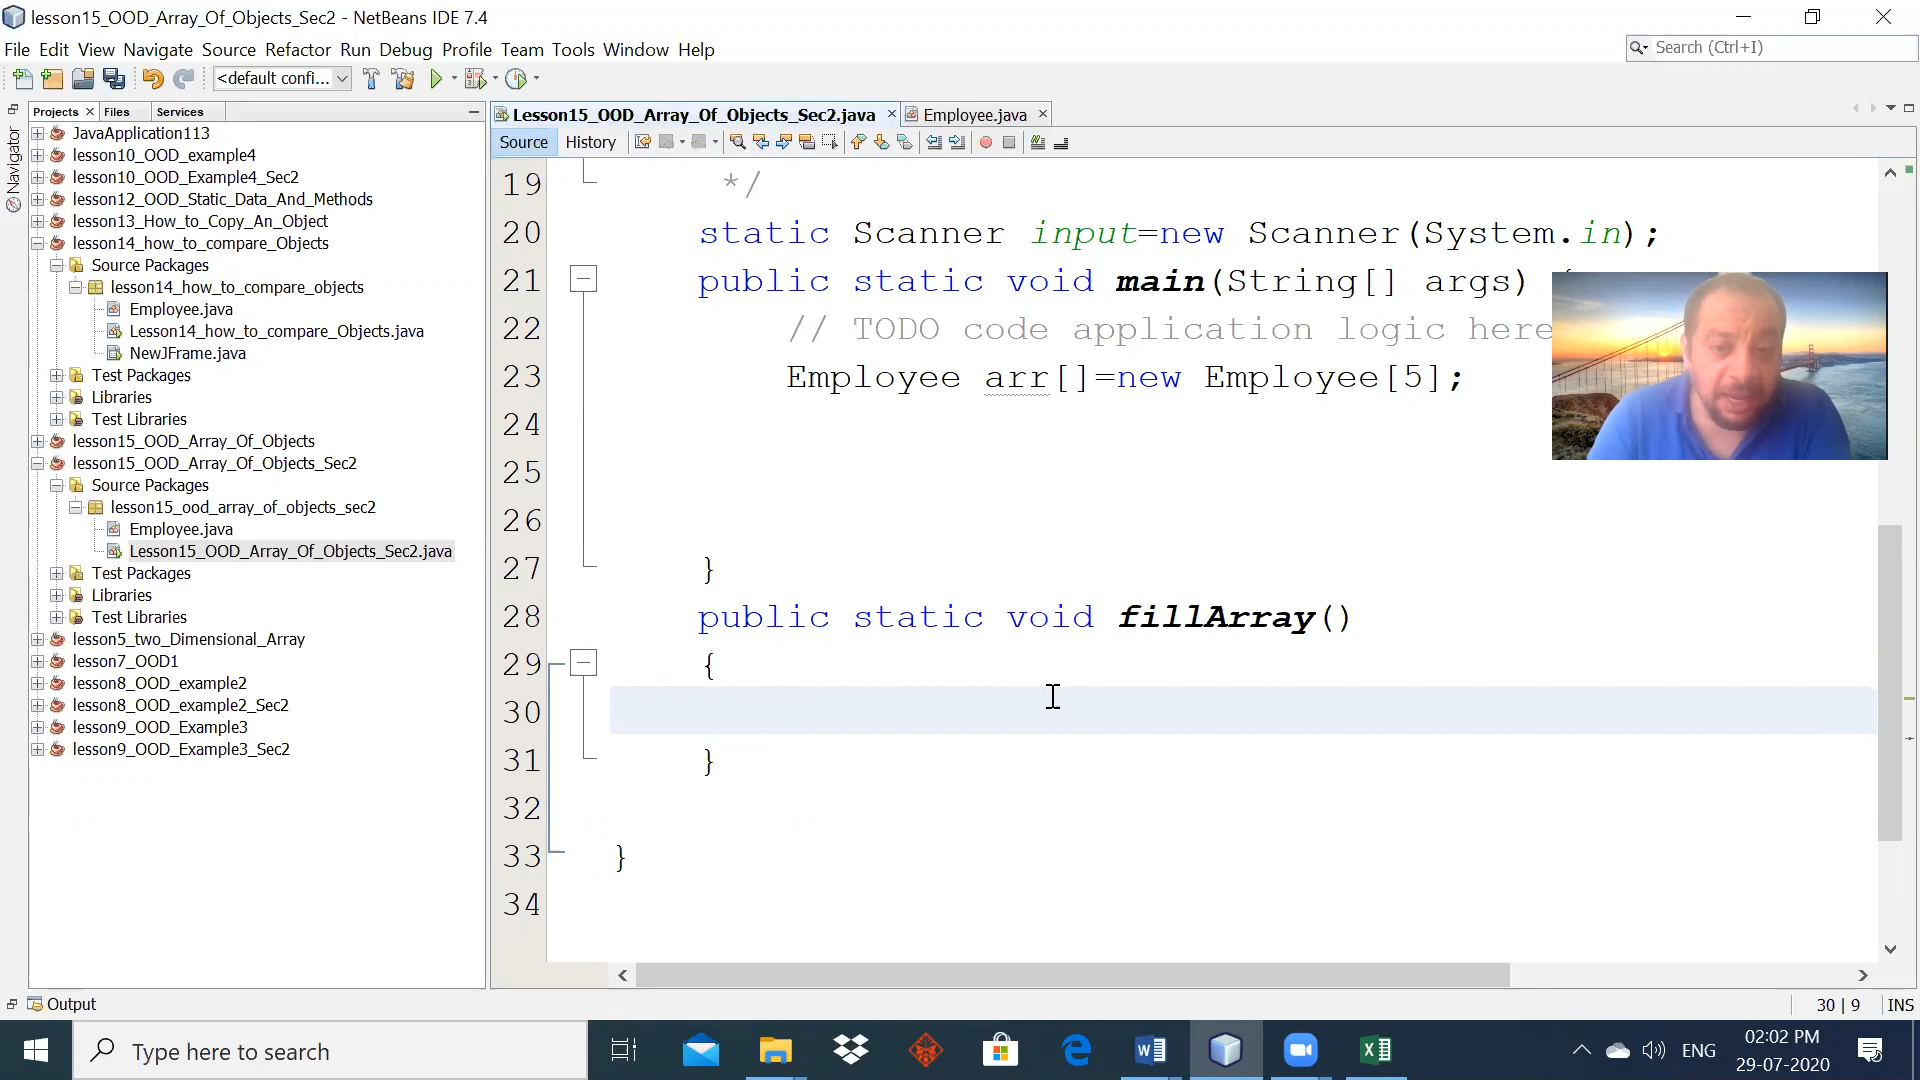 lesson15_OOD_Array_Of_Objects_Sec2 - NetBeans IDE 7.4
File Edit View Navigate Source Refactor Run Debug Profile Team Tools Window Help
Search (Ctrl+I)
<default confi...
Projects Files Services
Navigator
JavaApplication113
lesson10_OOD_example4
lesson10_OOD_Example4_Sec2
lesson12_OOD_Static_Data_And_Methods
lesson13_How_to_Copy_An_Object
lesson14_how_to_compare_Objects
Source Packages
lesson14_how_to_compare_objects
Employee.java
Lesson14_how_to_compare_Objects.java
NewJFrame.java
Test Packages
Libraries
Test Libraries
lesson15_OOD_Array_Of_Objects
lesson15_OOD_Array_Of_Objects_Sec2
Source Packages
lesson15_ood_array_of_objects_sec2
Employee.java
Lesson15_OOD_Array_Of_Objects_Sec2.java
Test Packages
Libraries
Test Libraries
lesson5_two_Dimensional_Array
lesson7_OOD1
lesson8_OOD_example2
lesson8_OOD_example2_Sec2
lesson9_OOD_Example3
lesson9_OOD_Example3_Sec2
Lesson15_OOD_Array_Of_Objects_Sec2.java Employee.java
Source History
19 */
20 static Scanner input=new Scanner(System.in);
21 public static void main(String[] args) {
22 // TODO code application logic here
23 Employee arr[]=new Employee[5];
24
25
26
27 }
28 public static void fillArray()
29 {
30
31 }
32
33 }
34
Output
30 | 9 INS
Type here to search
ENG
02:02 PM
29-07-2020